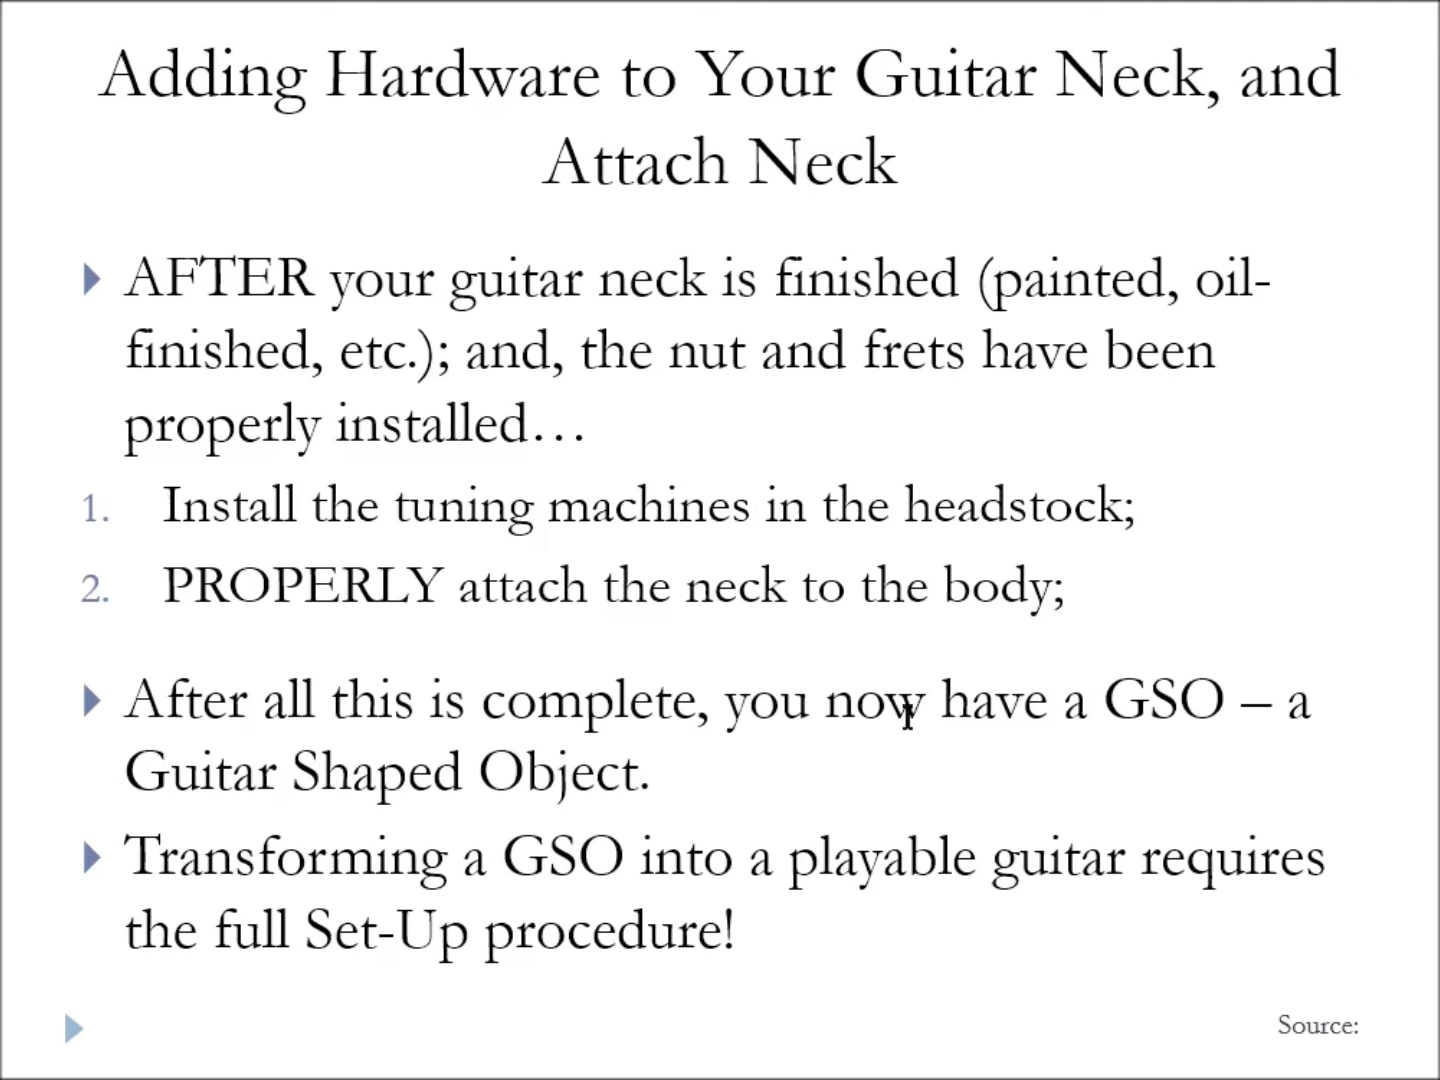 Adding Hardware to Your Guitar Neck, and
Attach Neck
AFTER your guitar neck is finished (painted, oil-
finished, etc.); and, the nut and frets have been
properly installed…
1. Install the tuning machines in the headstock;
2. PROPERLY attach the neck to the body;
After all this is complete, you now have a GSO – a
Guitar Shaped Object.
Transforming a GSO into a playable guitar requires
the full Set-Up procedure!
Source: